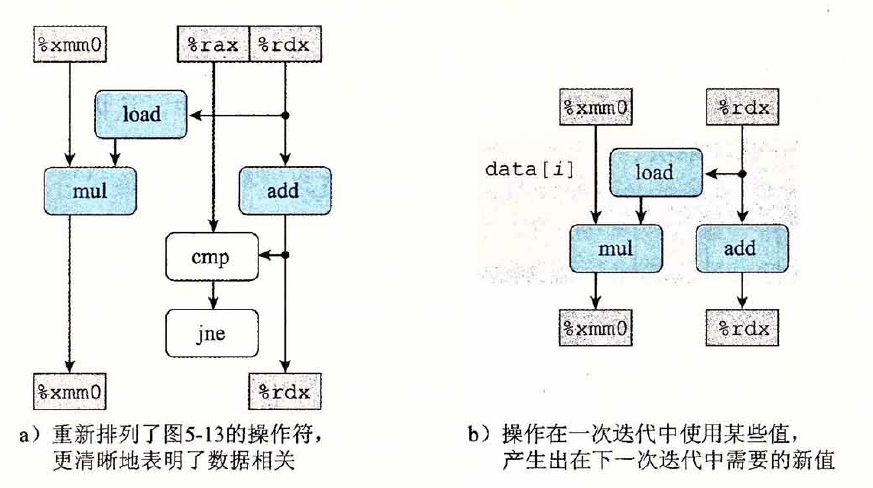 %xmm0 %rax %rdx
load
mul add
cmp
jne
%xmm0 %rdx
a）重新排列了图5-13的操作符，
更清晰地表明了数据相关
%xmm0 %rdx
data[i] load
mul add
%xmm0 %rdx
b）操作在一次迭代中使用某些值，
产生出在下一次迭代中需要的新值